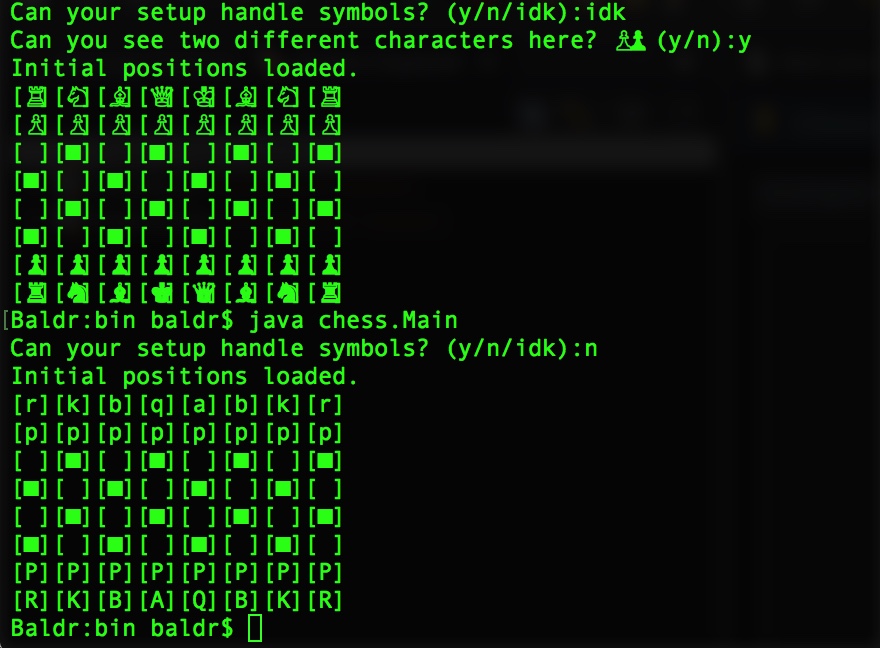 Can your setup handle symbols? (y/n/idk):idk
Can you see two different characters here? ♙♟ (y/n):y
Initial positions loaded.
[♖][♘][♗][♕][♔][♗][♘][♖]
[♙][♙][♙][♙][♙][♙][♙][♙]
[ ][■][ ][■][ ][■][ ][■]
[■][ ][■][ ][■][ ][■][ ]
[ ][■][ ][■][ ][■][ ][■]
[■][ ][■][ ][■][ ][■][ ]
[♟][♟][♟][♟][♟][♟][♟][♟]
[♜][♞][♝][♚][♛][♝][♞][♜]
[Baldr:bin baldr$ java chess.Main
Can your setup handle symbols? (y/n/idk):n
Initial positions loaded.
[r][k][b][q][a][b][k][r]
[p][p][p][p][p][p][p][p]
[ ][■][ ][■][ ][■][ ][■]
[■][ ][■][ ][■][ ][■][ ]
[ ][■][ ][■][ ][■][ ][■]
[■][ ][■][ ][■][ ][■][ ]
[P][P][P][P][P][P][P][P]
[R][K][B][A][Q][B][K][R]
Baldr:bin baldr$